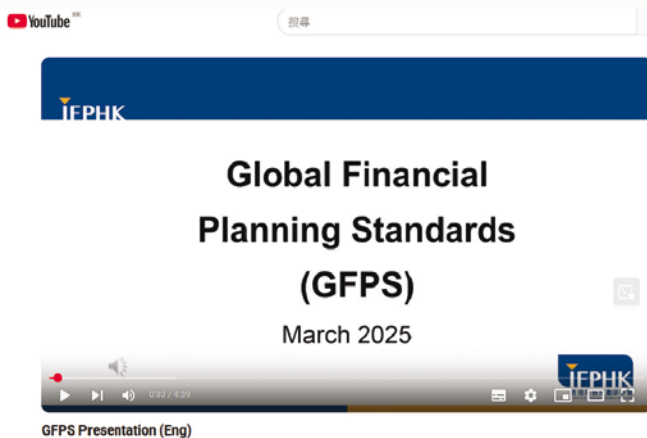 YouTube HK
搜尋
IFPHK
Global Financial
Planning Standards
(GFPS)
March 2025
IFPHK
0:03 / 4:39
GFPS Presentation (Eng)